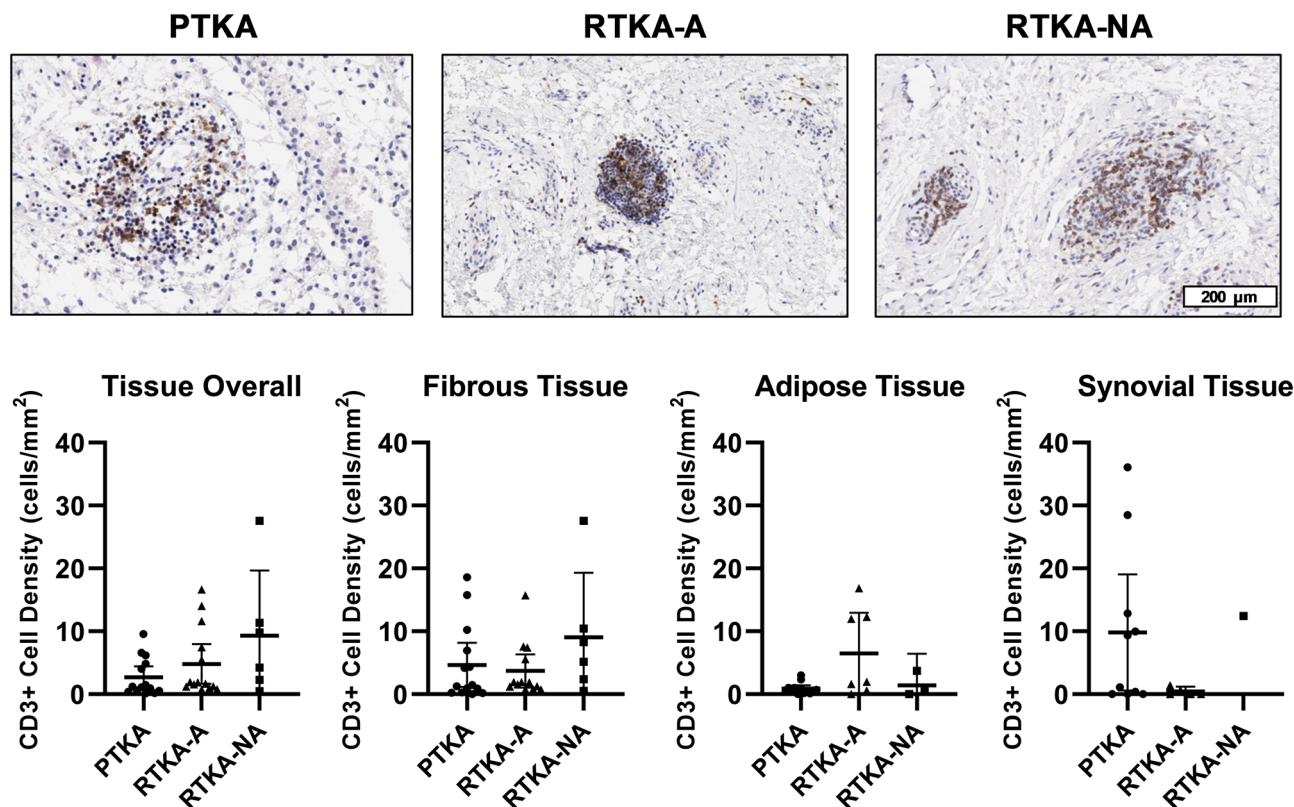 PTKA RTKA-A RTKA-NA
200 µm
Tissue Overall Fibrous Tissue Adipose Tissue Synovial Tissue
CD3+ Cell Density (cells/mm²)
40
30
20
10
0
PTKA
RTKA-A
RTKA-NA
CD3+ Cell Density (cells/mm²)
40
30
20
10
0
PTKA
RTKA-A
RTKA-NA
CD3+ Cell Density (cells/mm²)
40
30
20
10
0
PTKA
RTKA-A
RTKA-NA
CD3+ Cell Density (cells/mm²)
40
30
20
10
0
PTKA
RTKA-A
RTKA-NA